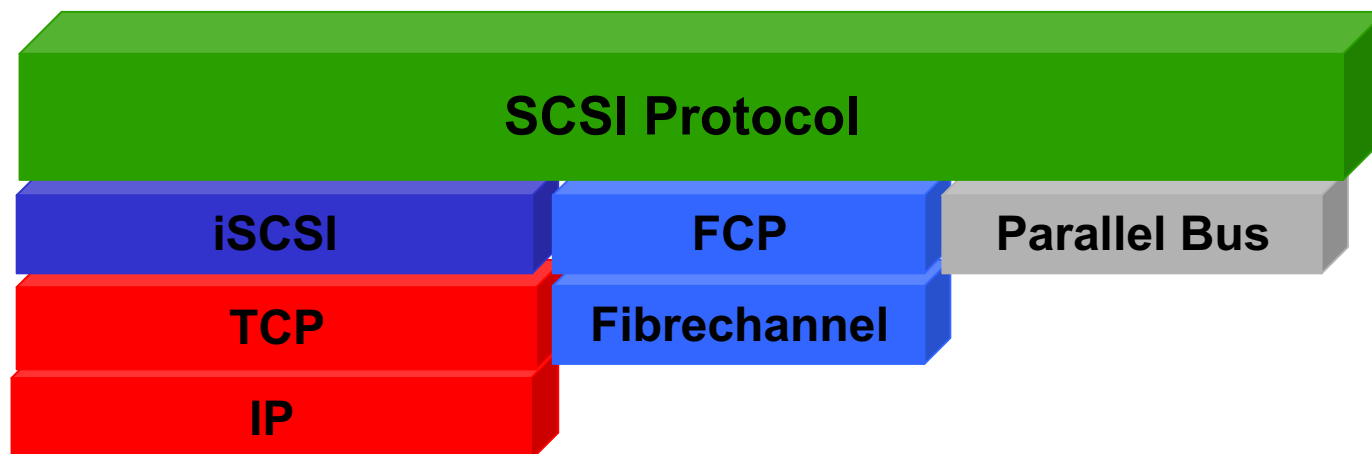 SCSI Protocol
iSCSI
FCP
Parallel Bus
TCP
Fibrechannel
IP